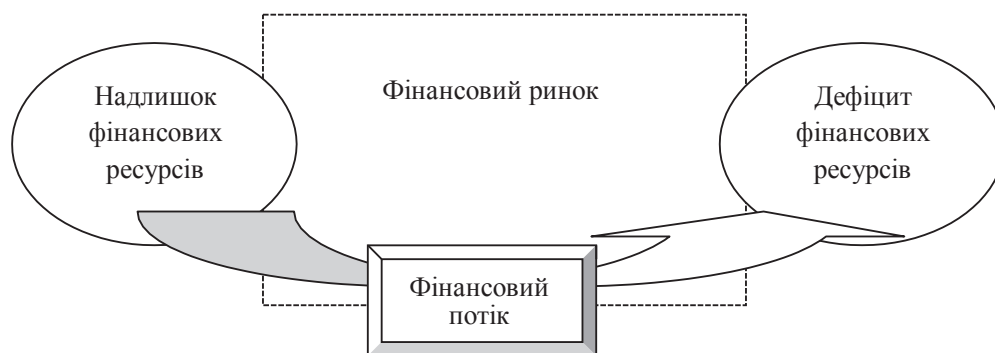 Надлишок
фінансових
ресурсів
Фінансовий ринок
Дефіцит
фінансових
ресурсів
Фінансовий
потік